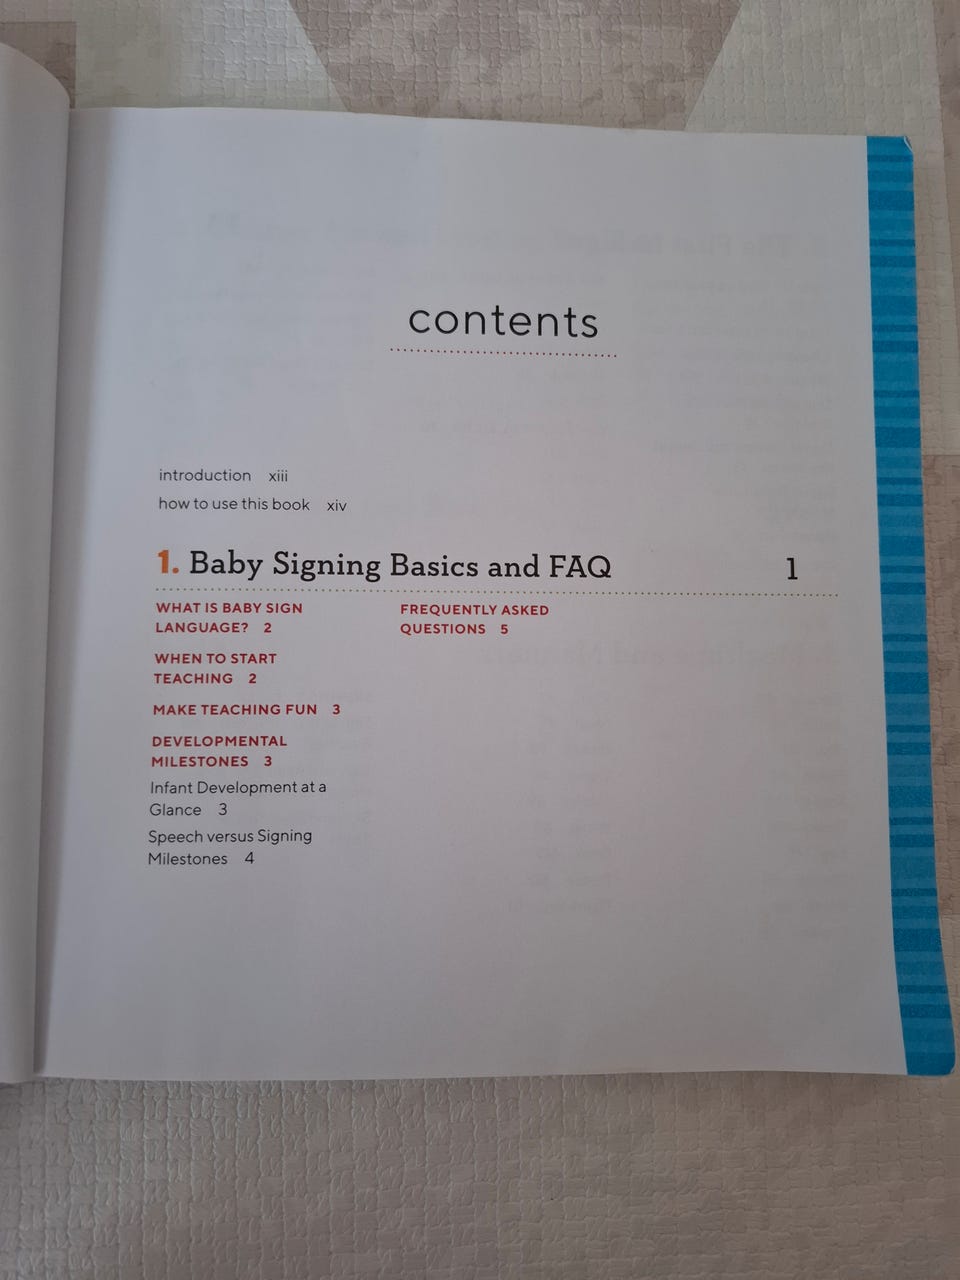 contents
introduction xiii
how to use this book xiv
1. Baby Signing Basics and FAQ 1
WHAT IS BABY SIGN
LANGUAGE? 2
WHEN TO START
TEACHING 2
MAKE TEACHING FUN 3
DEVELOPMENTAL
MILESTONES 3
Infant Development at a
Glance 3
Speech versus Signing
Milestones 4
FREQUENTLY ASKED
QUESTIONS 5